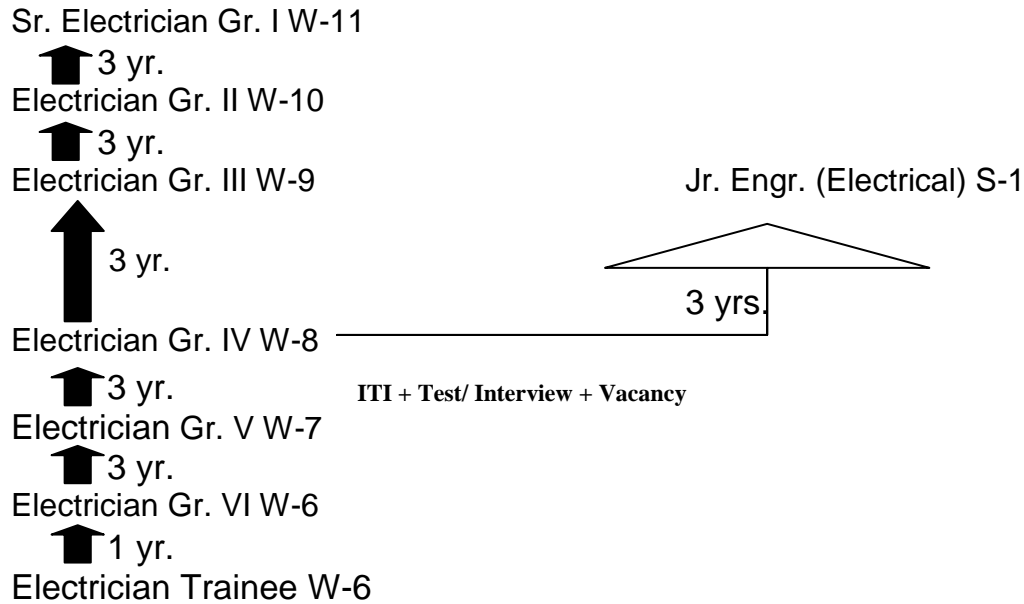 Sr. Electrician Gr. I W-11
3 yr.
Electrician Gr. II W-10
3 yr.
Electrician Gr. III W-9
Jr. Engr. (Electrical) S-1
3 yr.
3 yrs.
Electrician Gr. IV W-8
3 yr.
ITI + Test/ Interview + Vacancy
Electrician Gr. V W-7
3 yr.
Electrician Gr. VI W-6
1 yr.
Electrician Trainee W-6